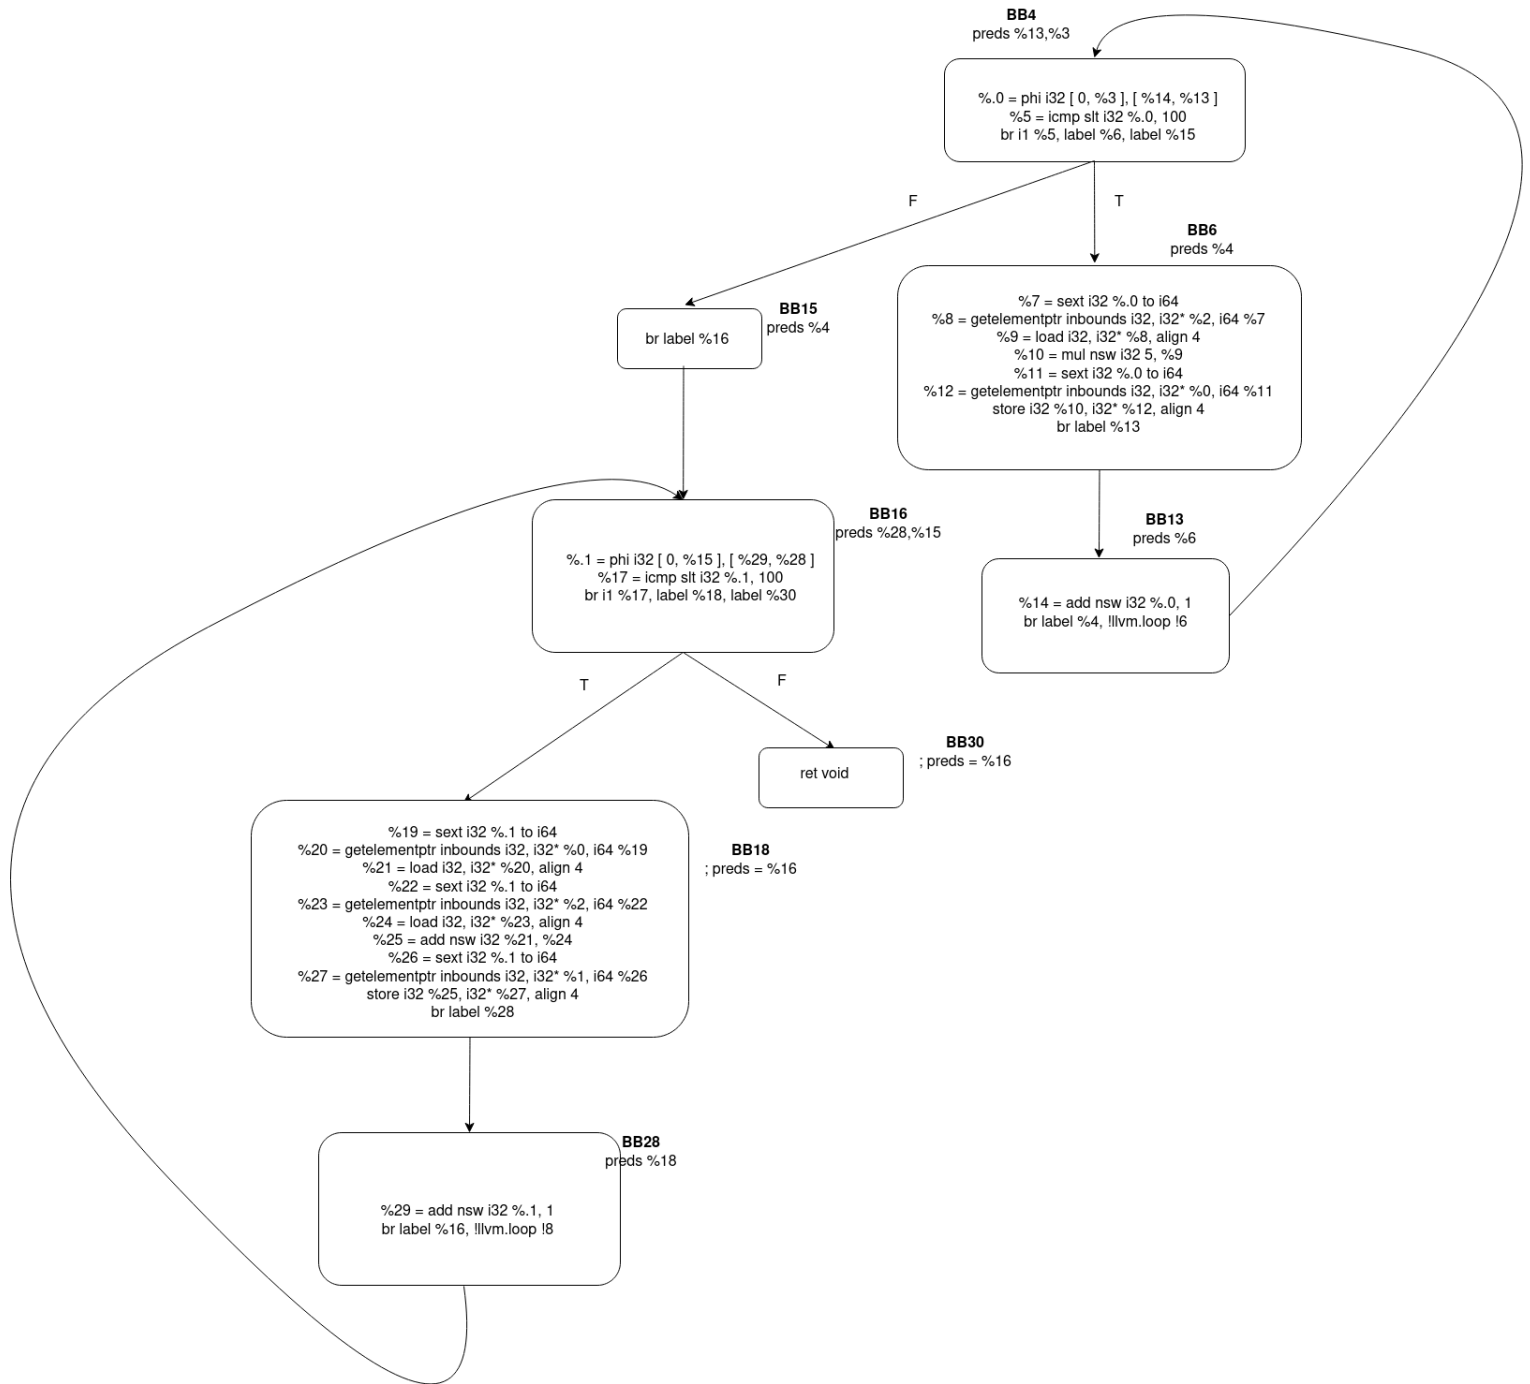 BB4
preds %13,%3
%.0 = phi i32 [ 0, %3 ], [ %14, %13 ]
%5 = icmp slt i32 %.0, 100
br i1 %5, label %6, label %15
F
T
BB6
preds %4
%7 = sext i32 %.0 to i64
%8 = getelementptr inbounds i32, i32* %2, i64 %7
%9 = load i32, i32* %8, align 4
%10 = mul nsw i32 5, %9
%11 = sext i32 %.0 to i64
%12 = getelementptr inbounds i32, i32* %0, i64 %11
store i32 %10, i32* %12, align 4
br label %13
BB15
preds %4
br label %16
BB16
preds %28,%15
%.1 = phi i32 [ 0, %15 ], [ %29, %28 ]
%17 = icmp slt i32 %.1, 100
br i1 %17, label %18, label %30
BB13
preds %6
%14 = add nsw i32 %.0, 1
br label %4, !llvm.loop !6
T
F
BB30
; preds = %16
ret void
BB18
; preds = %16
%19 = sext i32 %.1 to i64
%20 = getelementptr inbounds i32, i32* %0, i64 %19
%21 = load i32, i32* %20, align 4
%22 = sext i32 %.1 to i64
%23 = getelementptr inbounds i32, i32* %2, i64 %22
%24 = load i32, i32* %23, align 4
%25 = add nsw i32 %21, %24
%26 = sext i32 %.1 to i64
%27 = getelementptr inbounds i32, i32* %1, i64 %26
store i32 %25, i32* %27, align 4
br label %28
BB28
preds %18
%29 = add nsw i32 %.1, 1
br label %16, !llvm.loop !8